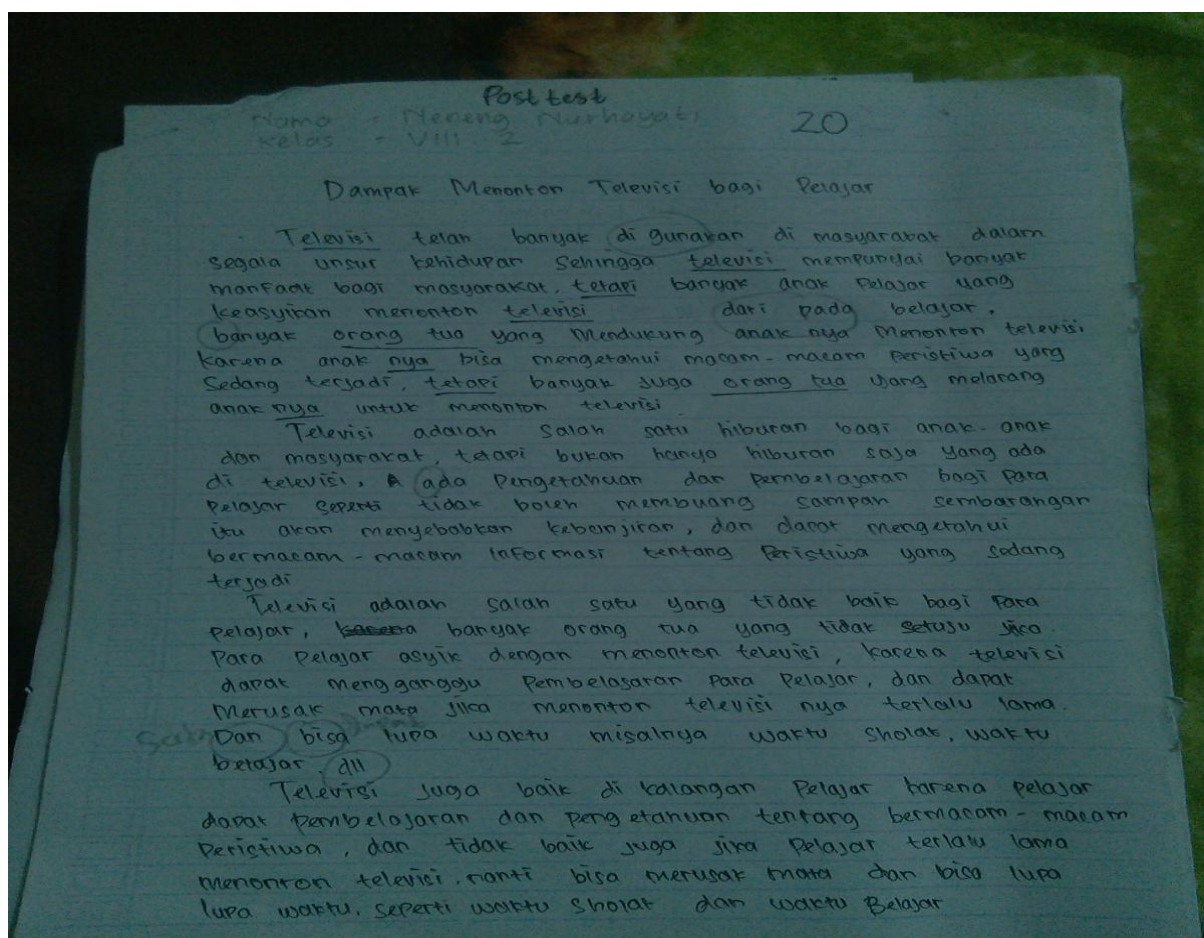 Post test
Nama : Neneng Nurhayati 20
Kelas : VIII. 2
Dampak Menonton Televisi bagi Pelajar
Televisi telah banyak di gunakan di masyarakat dalam
segala unsur kehidupan sehingga televisi mempunyai banyak
manfaat bagi masyarakat, tetapi banyak anak pelajar yang
keasyikan menonton televisi dari pada belajar.
banyak orang tua yang Mendukung anak nya Menonton televisi
karena anak nya bisa mengetahui macam-macam Peristiwa yang
Sedang terjadi, tetapi banyak juga orang tua yang melarang
anak nya untuk menonton televisi.
Televisi adalah salah satu hiburan bagi anak-anak
dan masyarakat, tetapi bukan hanya hiburan saja yang ada
di televisi. A ada Pengetahuan dan Pembelajaran bagi Para
Pelajar seperti tidak boleh membuang sampah sembarangan
itu akan menyebabkan kebanjiran, dan dapat mengetahui
bermacam-macam informasi tentang Peristiwa yang sedang
terjadi
Televisi adalah salah satu yang tidak baik bagi Para
Pelajar, karena banyak orang tua yang tidak setuju jika
Para Pelajar asyik dengan menonton televisi, karena televisi
dapat mengganggu Pembelajaran Para Pelajar, dan dapat
Merusak mata jika menonton televisi nya terlalu lama.
Dan bisa lupa waktu misalnya waktu sholat, waktu
belajar, dll
Televisi juga baik di kalangan Pelajar karena Pelajar
dapat Pembelajaran dan pengetahuan tentang bermacam-macam
Peristiwa, dan tidak baik juga jika Pelajar terlalu lama
menonton televisi. nanti bisa merusak mata dan bisa lupa
lupa waktu, seperti waktu sholat dan waktu Belajar